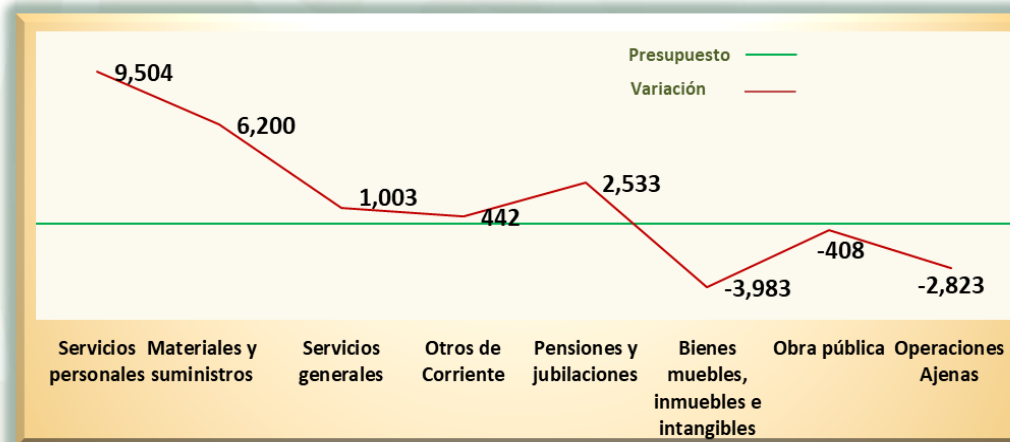 Presupuesto
Variación
9,504
6,200
1,003
442
2,533
-3,983
-408
-2,823
Servicios personales
Materiales y suministros
Servicios generales
Otros de Corriente
Pensiones y jubilaciones
Bienes muebles, inmuebles e intangibles
Obra pública
Operaciones Ajenas